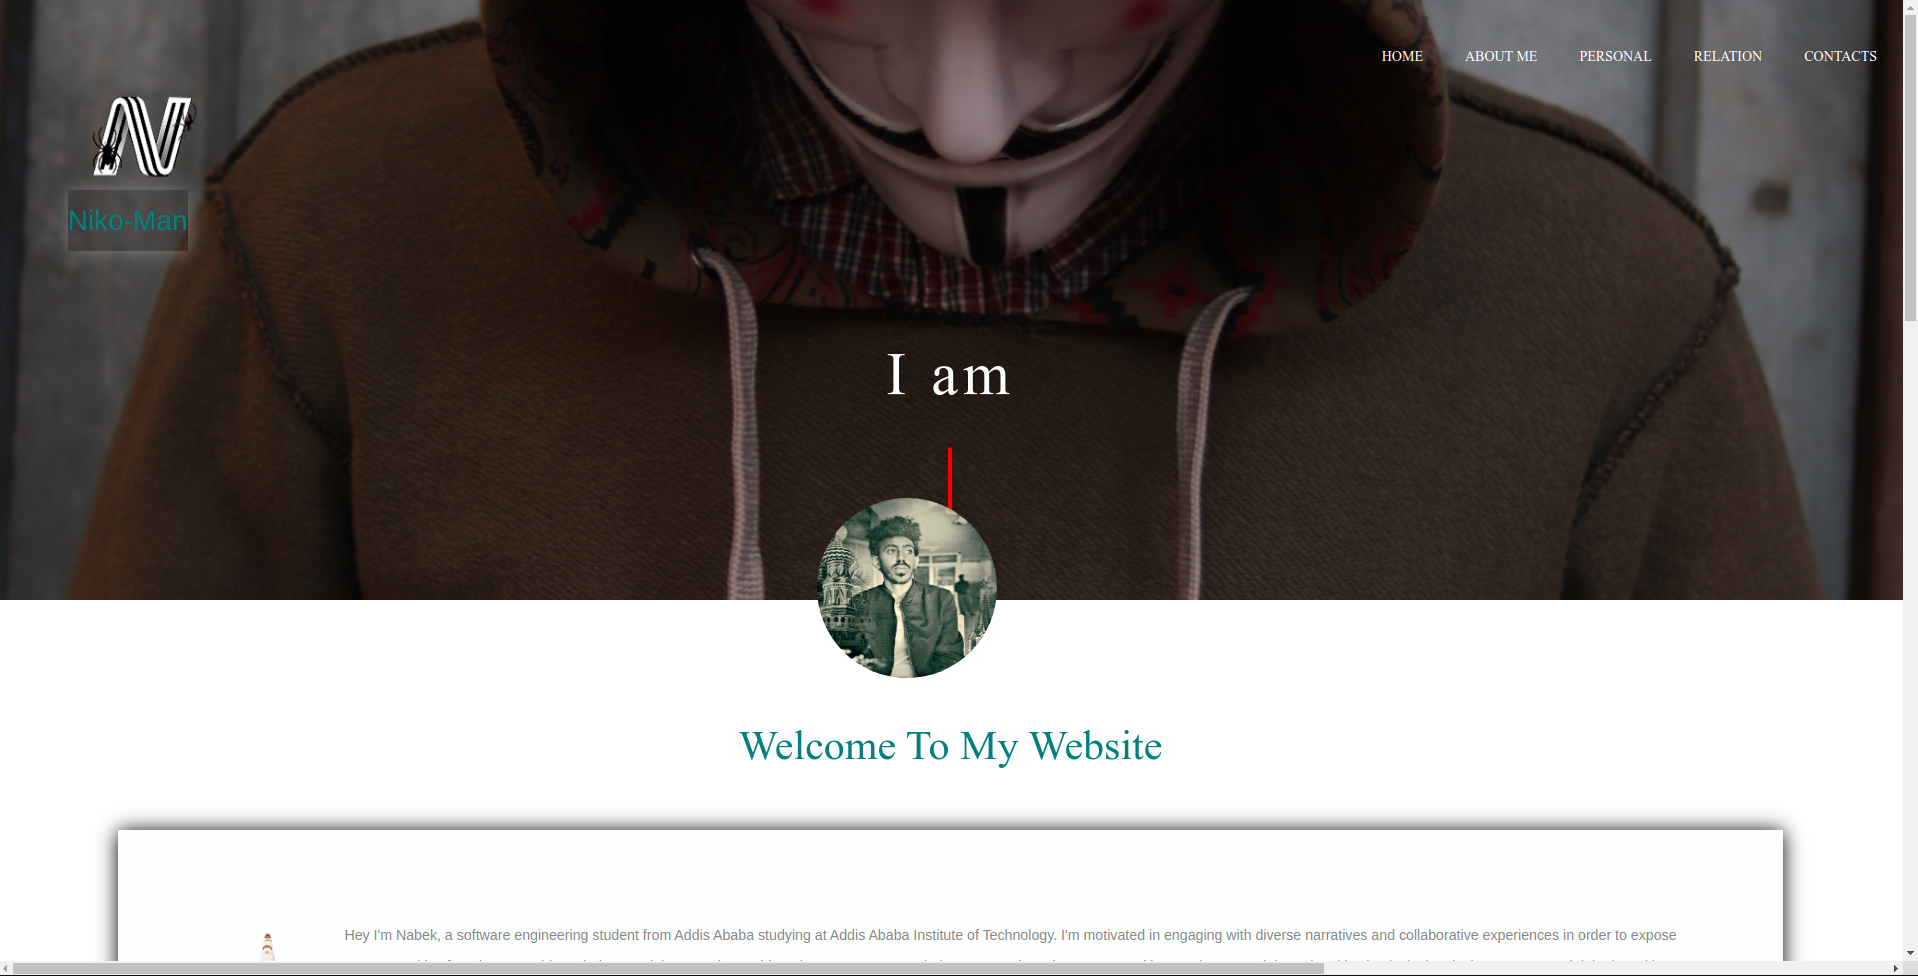 HOME ABOUT ME PERSONAL RELATION CONTACTS
N
Niko-Man
I am
Welcome To My Website
Hey I'm Nabek, a software engineering student from Addis Ababa studying at Addis Ababa Institute of Technology. I'm motivated in engaging with diverse narratives and collaborative experiences in order to expose